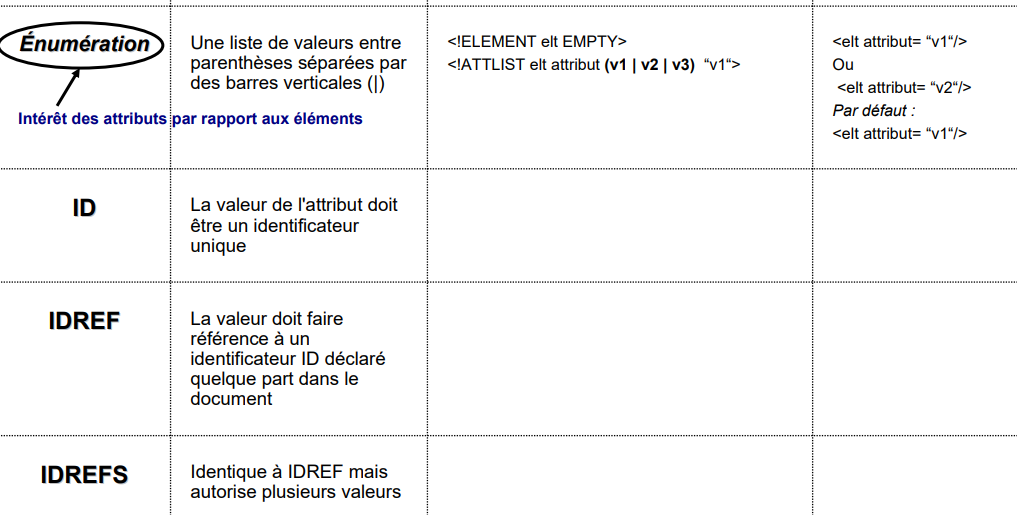 Énumération
Intérêt des attributs par rapport aux éléments
Une liste de valeurs entre
parenthèses séparées par
des barres verticales (|)
<!ELEMENT elt EMPTY>
<!ATTLIST elt attribut (v1 | v2 | v3) “v1“>
<elt attribut= “v1“/>
Ou
<elt attribut= “v2“/>
Par défaut :
<elt attribut= “v1“/>
ID
La valeur de l'attribut doit
être un identificateur
unique
IDREF
La valeur doit faire
référence à un
identificateur ID déclaré
quelque part dans le
document
IDREFS
Identique à IDREF mais
autorise plusieurs valeurs